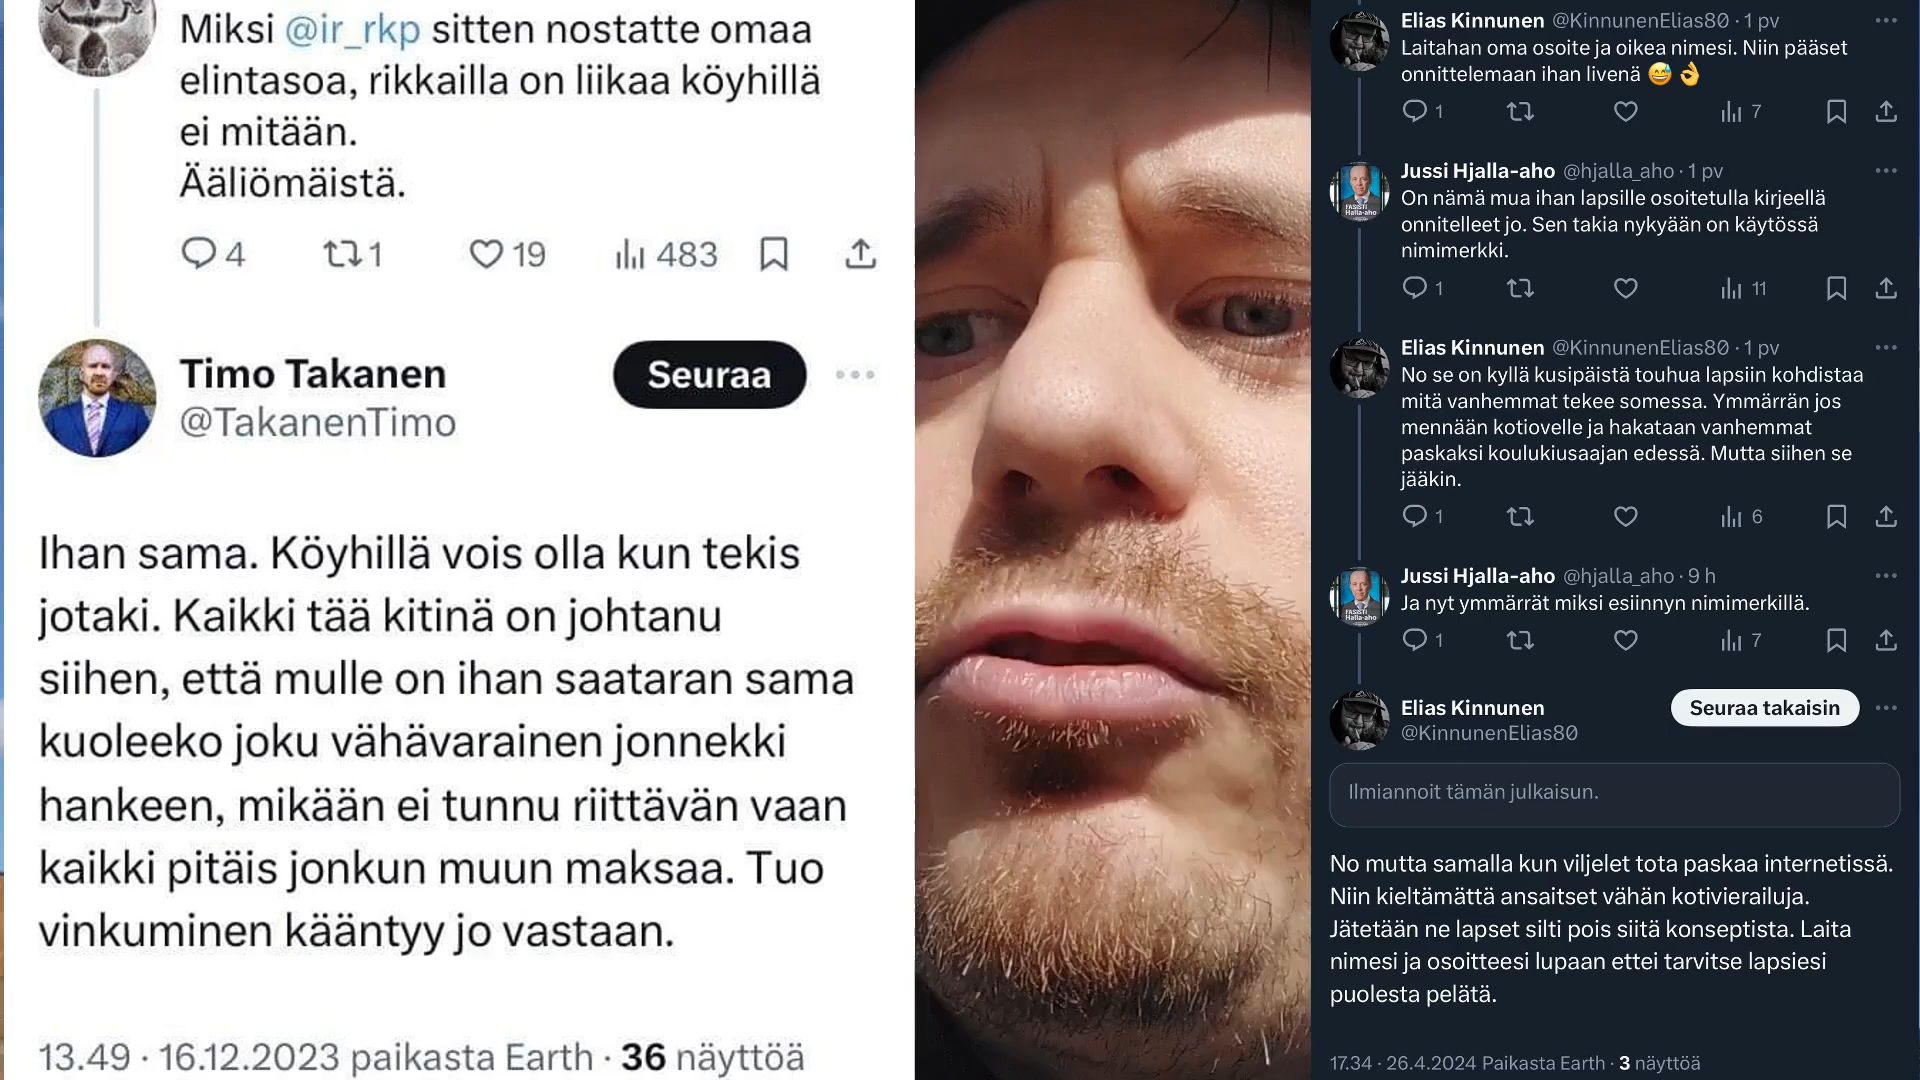 Miksi @ir_rkp sitten nostatte omaa
elintasoa, rikkailla on liikaa köyhillä
ei mitään.
Ääliömäistä.
4 1 19 483
Timo Takanen
@TakanenTimo
Seuraa
Ihan sama. Köyhillä vois olla kun tekis
jotaki. Kaikki tää kitinä on johtanu
siihen, että mulle on ihan saataran sama
kuoleeko joku vähävarainen jonnekki
hankeen, mikään ei tunnu riittävän vaan
kaikki pitäis jonkun muun maksaa. Tuo
vinkuminen kääntyy jo vastaan.
13.49 · 16.12.2023 paikasta Earth · 36 näyttöä
Elias Kinnunen @KinnunenElias80 · 1 pv
Laitahan oma osoite ja oikea nimesi. Niin pääset
onnittelemaan ihan livenä 😅 👌
1 7
Jussi Hjalla-aho @hjalla_aho · 1 pv
On nämä mua ihan lapsille osoitetulla kirjeellä
onnitelleet jo. Sen takia nykyään on käytössä
nimimerkki.
FASISTI
Halla-aho
1 11
Elias Kinnunen @KinnunenElias80 · 1 pv
No se on kyllä kusipäistä touhua lapsiin kohdistaa
mitä vanhemmat tekee somessa. Ymmärrän jos
mennään kotiovelle ja hakataan vanhemmat
paskaksi koulukiusaajan edessä. Mutta siihen se
jääkin.
1 6
Jussi Hjalla-aho @hjalla_aho · 9 h
Ja nyt ymmärrät miksi esiinnyn nimimerkillä.
FASISTI
Halla-aho
1 7
Elias Kinnunen
@KinnunenElias80
Seuraa takaisin
Ilmiannoit tämän julkaisun.
No mutta samalla kun viljelet tota paskaa internetissä.
Niin kieltämättä ansaitset vähän kotivierailuja.
Jätetään ne lapset silti pois siitä konseptista. Laita
nimesi ja osoitteesi lupaan ettei tarvitse lapsiesi
puolesta pelätä.
17.34 · 26.4.2024 Paikasta Earth · 3 näyttöä